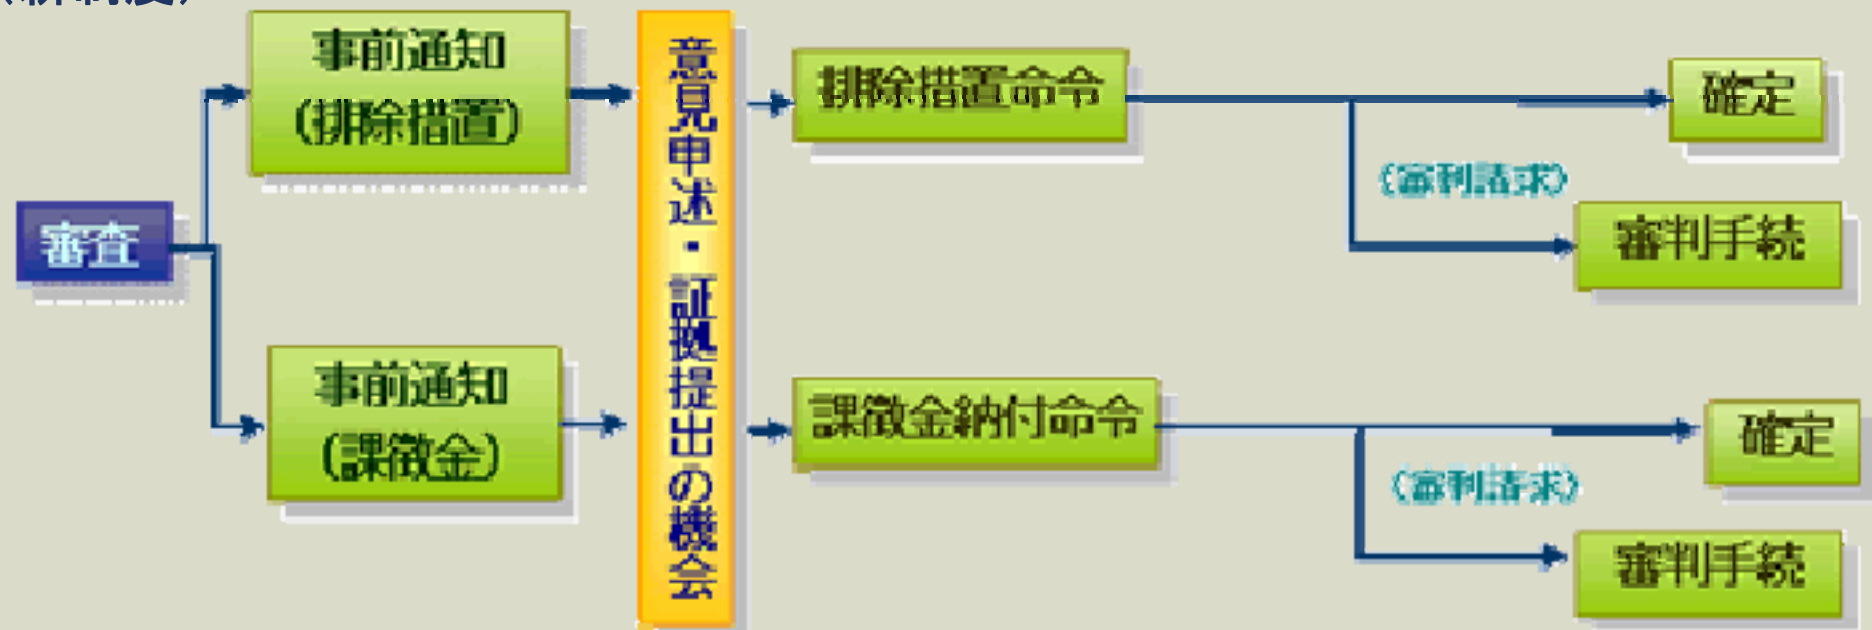 (新制度)
事前通知
(排除措置)
意見申述・証拠提出の機会
排除措置命令
確定
(審判請求)
審判手続
審査
事前通知
(課徴金)
課徴金納付命令
確定
(審判請求)
審判手続